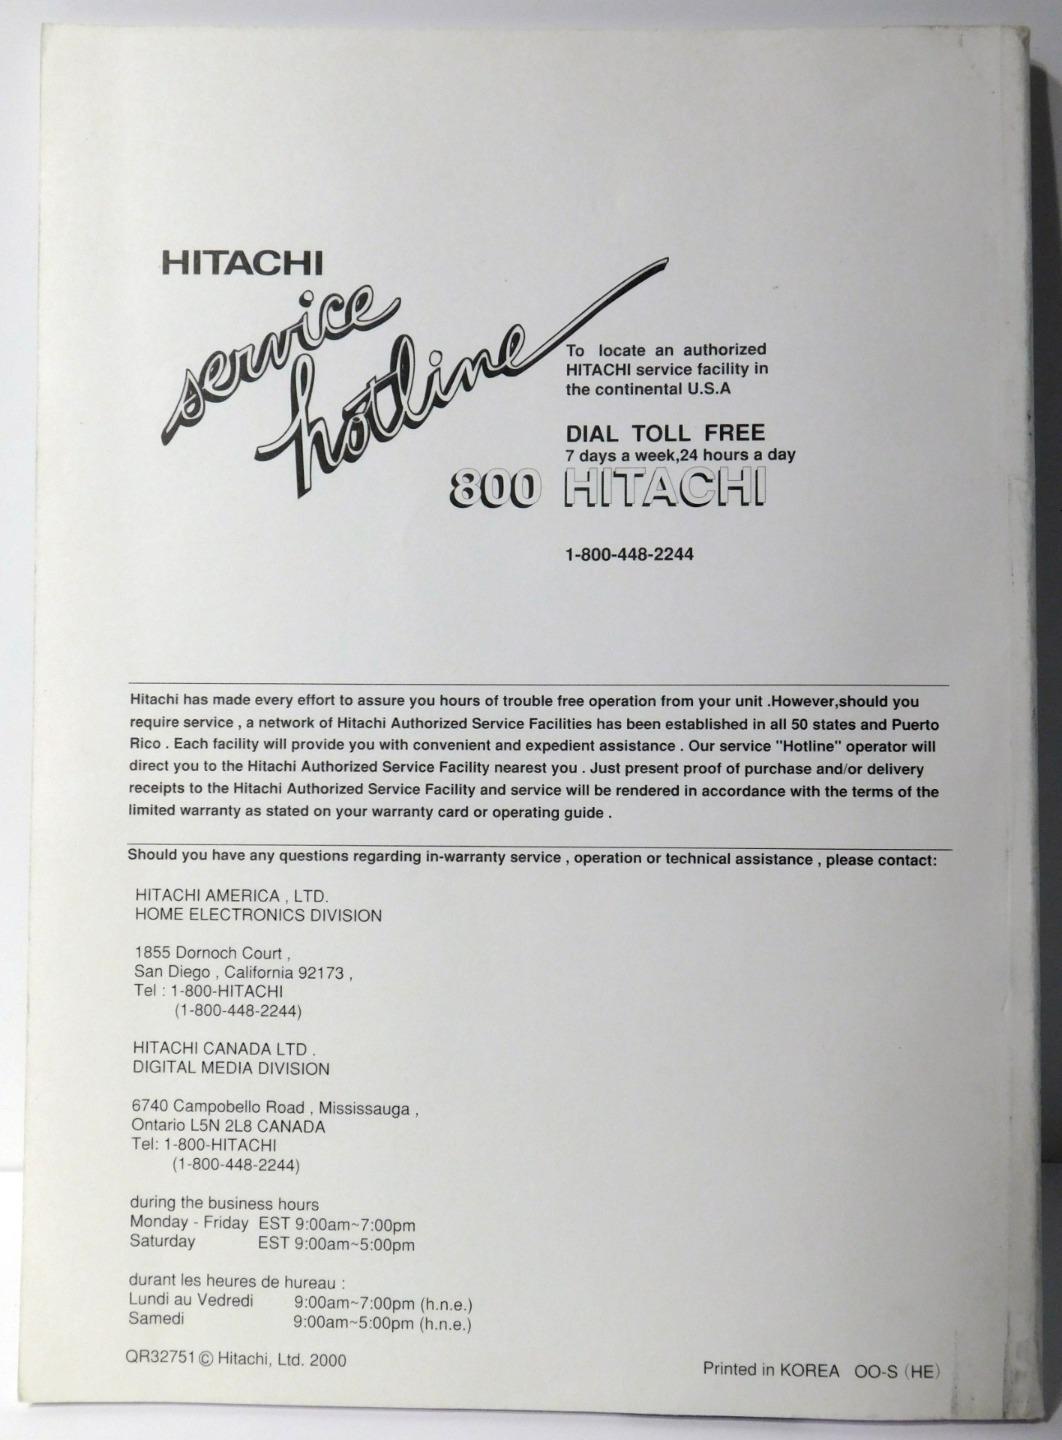 HITACHI
service
hotline
To locate an authorized
HITACHI service facility in
the continental U.S.A
DIAL TOLL FREE
7 days a week,24 hours a day
800 HITACHI
1-800-448-2244
Hitachi has made every effort to assure you hours of trouble free operation from your unit .However,should you
require service , a network of Hitachi Authorized Service Facilities has been established in all 50 states and Puerto
Rico . Each facility will provide you with convenient and expedient assistance . Our service "Hotline" operator will
direct you to the Hitachi Authorized Service Facility nearest you . Just present proof of purchase and/or delivery
receipts to the Hitachi Authorized Service Facility and service will be rendered in accordance with the terms of the
limited warranty as stated on your warranty card or operating guide .
Should you have any questions regarding in-warranty service , operation or technical assistance , please contact:
HITACHI AMERICA , LTD.
HOME ELECTRONICS DIVISION
1855 Dornoch Court ,
San Diego , California 92173 ,
Tel : 1-800-HITACHI
(1-800-448-2244)
HITACHI CANADA LTD .
DIGITAL MEDIA DIVISION
6740 Campobello Road , Mississauga ,
Ontario L5N 2L8 CANADA
Tel: 1-800-HITACHI
(1-800-448-2244)
during the business hours
Monday - Friday EST 9:00am~7:00pm
Saturday EST 9:00am~5:00pm
durant les heures de hureau :
Lundi au Vedredi 9:00am~7:00pm (h.n.e.)
Samedi 9:00am~5:00pm (h.n.e.)
QR32751 © Hitachi, Ltd. 2000
Printed in KOREA OO-S (HE)